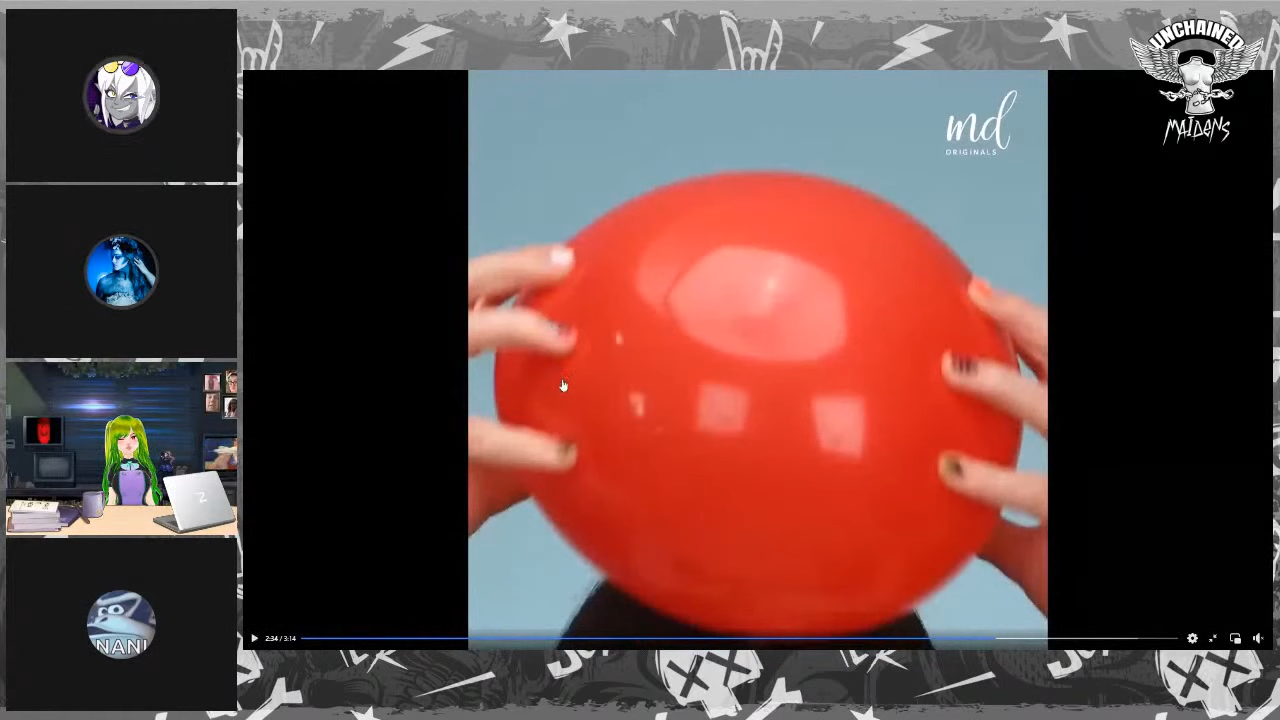 UNCHAINED
MAIDENS
md
ORIGINALS
Z
NANI
2:34 / 3:14